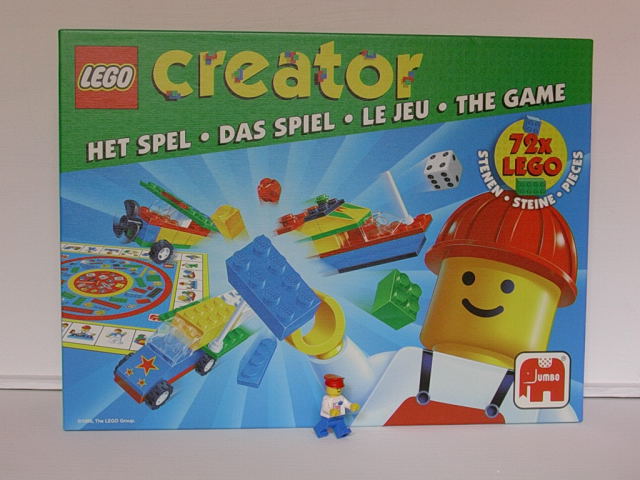 LEGO
creator
HET SPEL • DAS SPIEL • LE JEU • THE GAME
72x
LEGO
STENEN • STEINE • PIECES
Jumbo